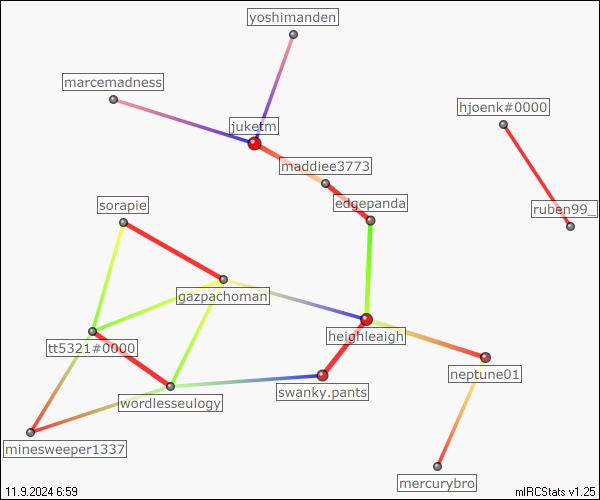 yoshimanden
marcemadness
hjoenk#0000
juketm
maddiee3773
sorapie
edgepanda
ruben99_
gazpachoman
heighleaigh
tt5321#0000
neptune01
swanky.pants
wordlesseulogy
minesweeper1337
mercurybro
11.9.2024 6:59
mIRCStats v1.25